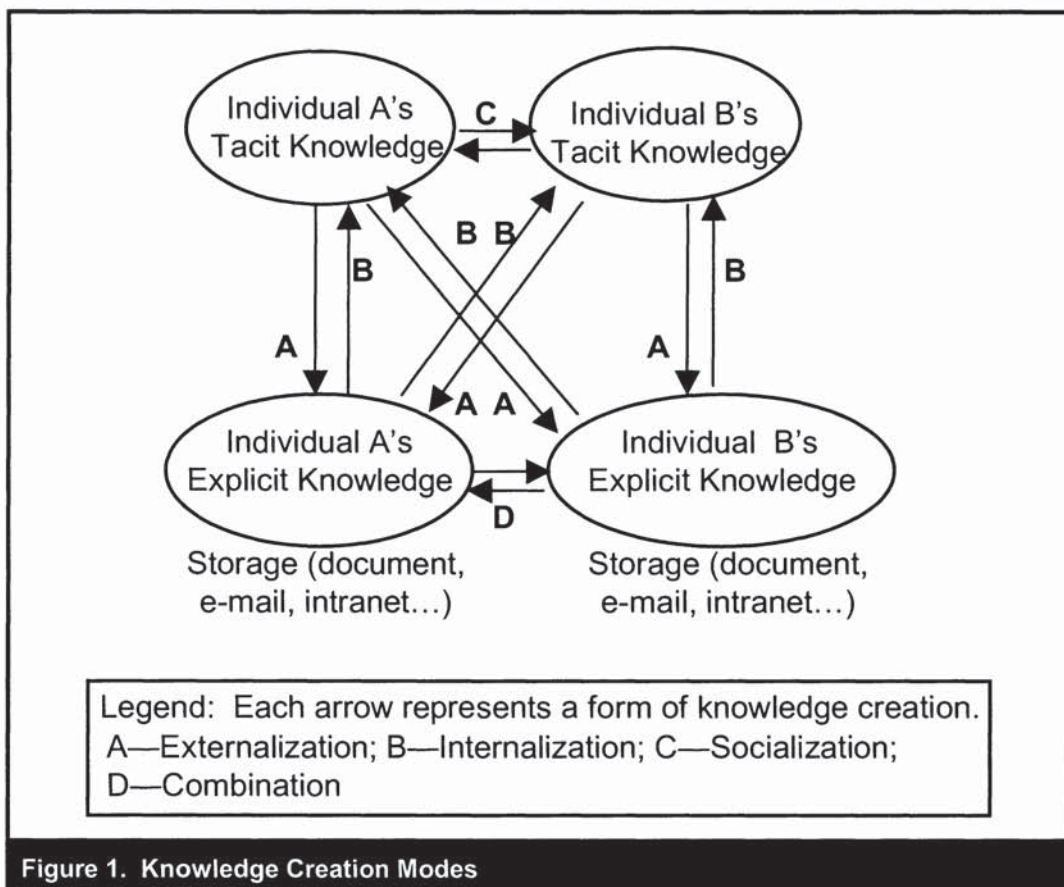 Individual A's
Tacit Knowledge
C
Individual B's
Tacit Knowledge
B B
B
B
A
A
A A
Individual A's
Explicit Knowledge
Individual B's
Explicit Knowledge
D
Storage (document,
e-mail, intranet…)
Storage (document,
e-mail, intranet…)
Legend: Each arrow represents a form of knowledge creation.
A—Externalization; B—Internalization; C—Socialization;
D—Combination
Figure 1. Knowledge Creation Modes